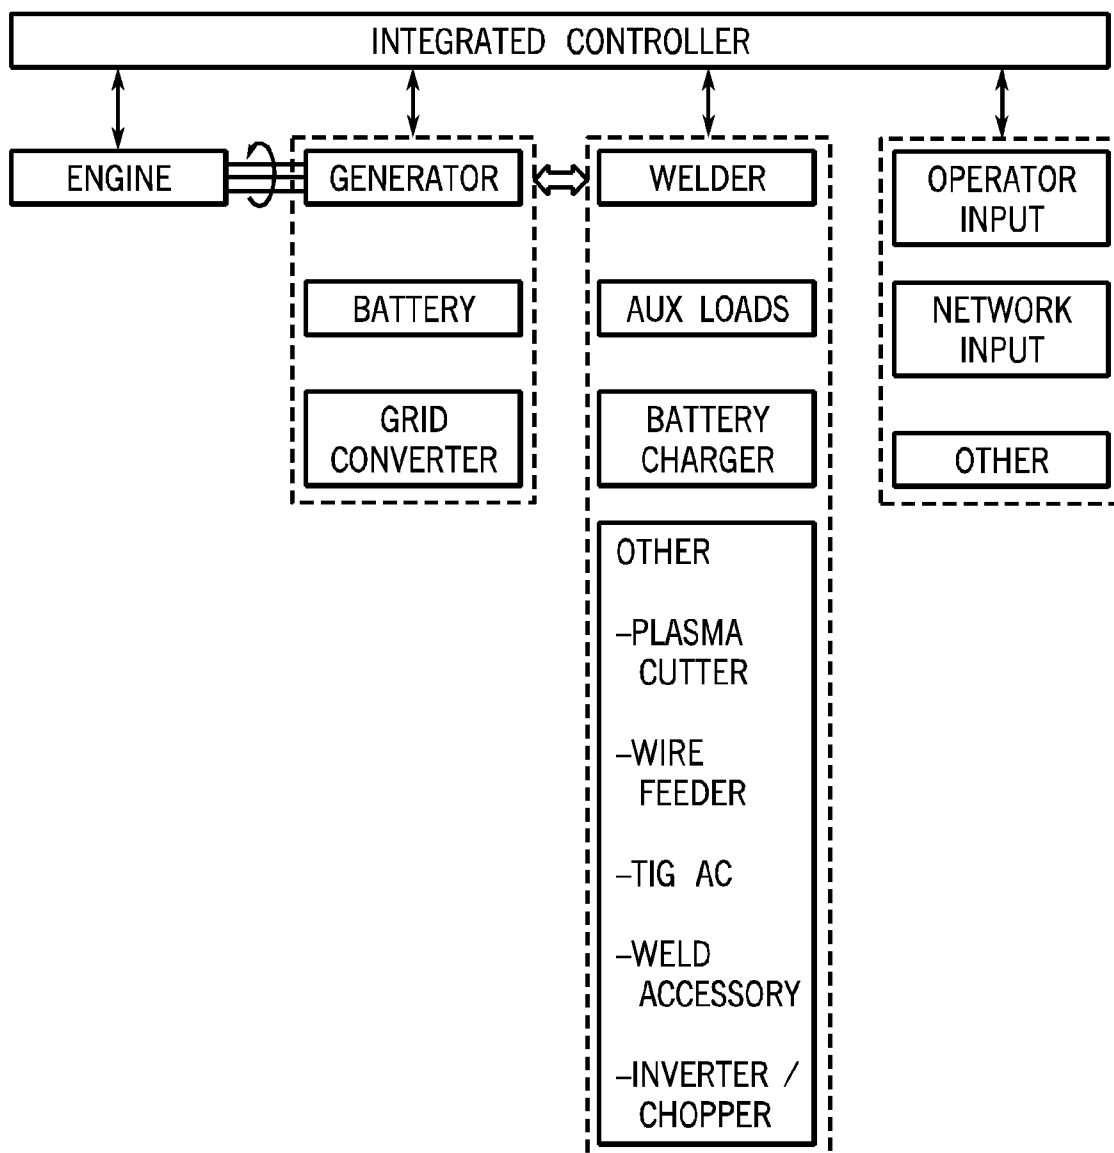 INTEGRATED CONTROLLER
ENGINE
GENERATOR
WELDER
OPERATOR
INPUT
BATTERY
AUX LOADS
NETWORK
INPUT
GRID
CONVERTER
BATTERY
CHARGER
OTHER
OTHER
–PLASMA
CUTTER
–WIRE
FEEDER
–TIG AC
–WELD
ACCESSORY
–INVERTER /
CHOPPER